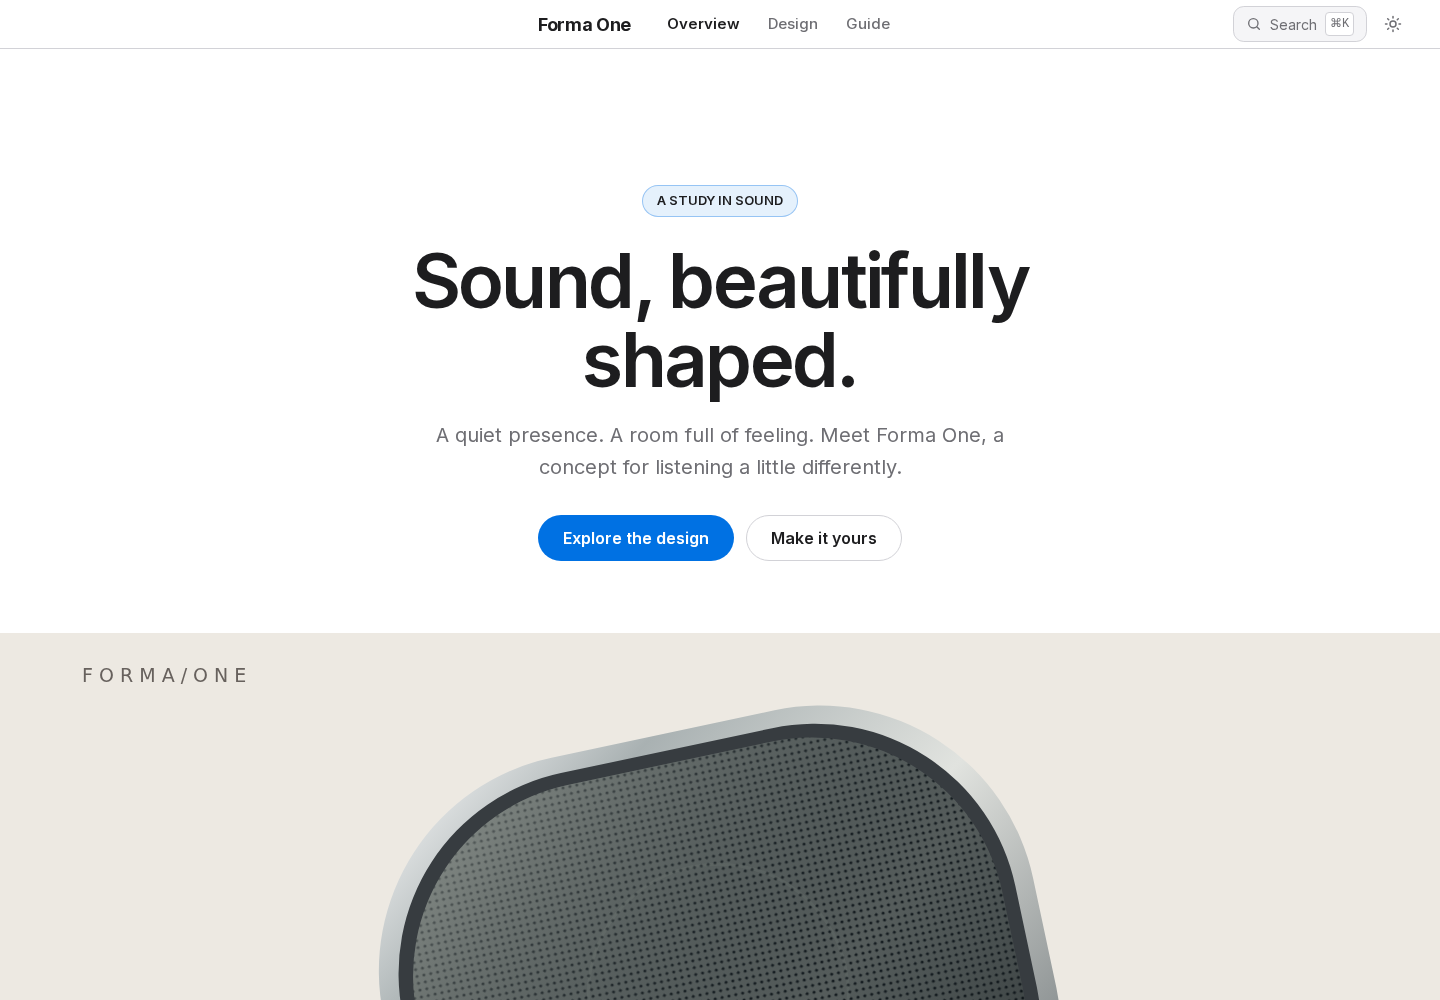 Forma One Overview Design Guide Search ⌘K
A STUDY IN SOUND
Sound, beautifully
shaped.
A quiet presence. A room full of feeling. Meet Forma One, a
concept for listening a little differently.
Explore the design Make it yours
FORMA/ONE